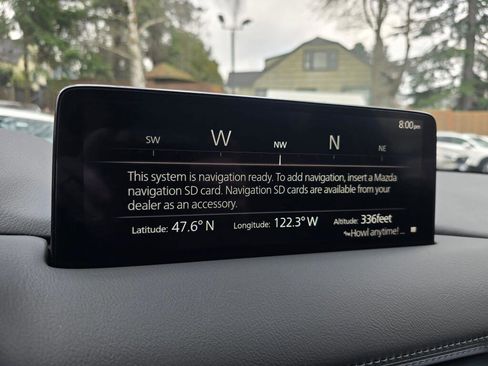 8:00pm
SW W NW N NE
This system is navigation ready. To add navigation, insert a Mazda
navigation SD card. Navigation SD cards are available from your
dealer as an accessory.
Latitude: 47.6° N Longitude: 122.3° W Altitude: 336feet
Howl anytime! ...